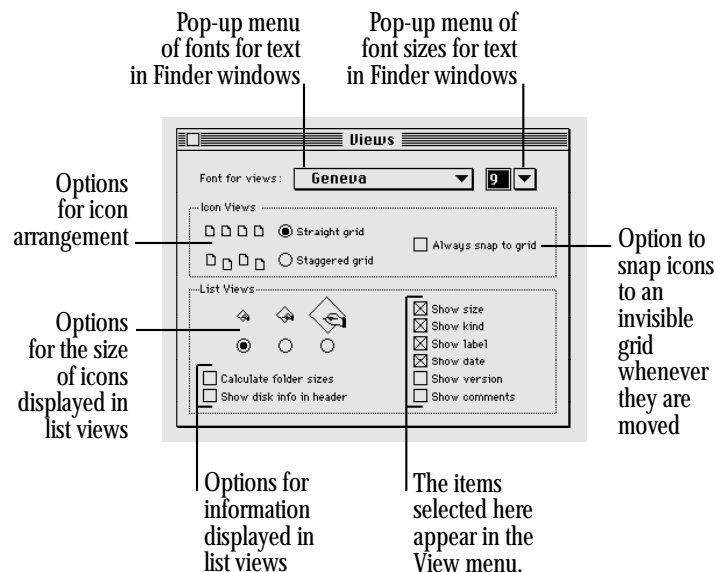 Pop-up menu
of fonts for text
in Finder windows
Pop-up menu of
font sizes for text
in Finder windows
Views
Font for views:
Geneva
9
Options
for icon
arrangement
Icon Views
Straight grid
Staggered grid
Always snap to grid
Option to
snap icons
to an
invisible
grid
whenever
they are
moved
Options
for the size
of icons
displayed in
list views
List Views
Calculate folder sizes
Show disk info in header
Show size
Show kind
Show label
Show date
Show version
Show comments
Options for
information
displayed in
list views
The items
selected here
appear in the
View menu.